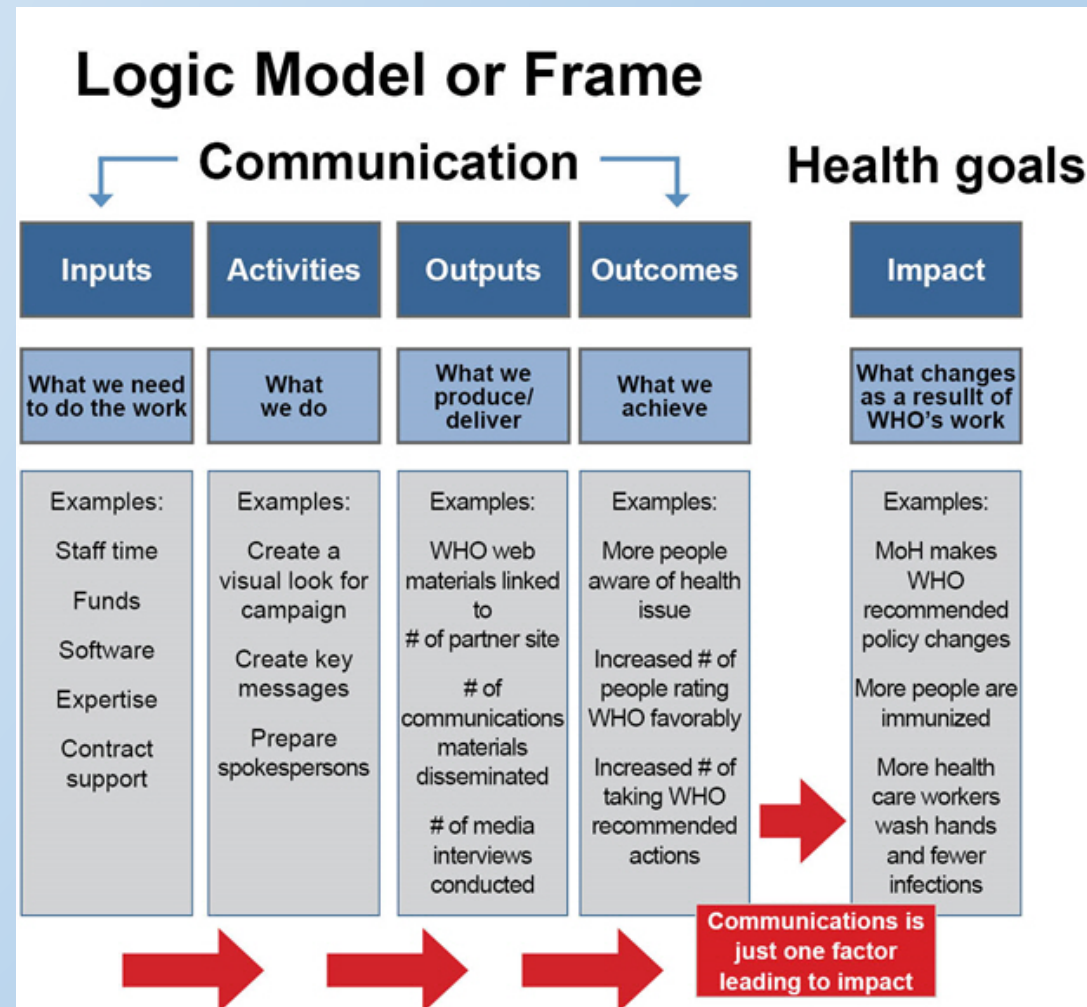 Logic Model or Frame
Communication
Health goals
Inputs
Activities
Outputs
Outcomes
Impact
What we need
to do the work
What
we do
What we
produce/
deliver
What we
achieve
What changes
as a resullt of
WHO's work
Examples:
Staff time
Funds
Software
Expertise
Contract
support
Examples:
Create a
visual look for
campaign
Create key
messages
Prepare
spokespersons
Examples:
WHO web
materials linked
to
# of partner site
# of
communications
materials
disseminated
# of media
interviews
conducted
Examples:
More people
aware of health
issue
Increased # of
people rating
WHO favorably
Increased # of
taking WHO
recommended
actions
Examples:
MoH makes
WHO
recommended
policy changes
More people are
immunized
More health
care workers
wash hands
and fewer
infections
Communications is
just one factor
leading to impact